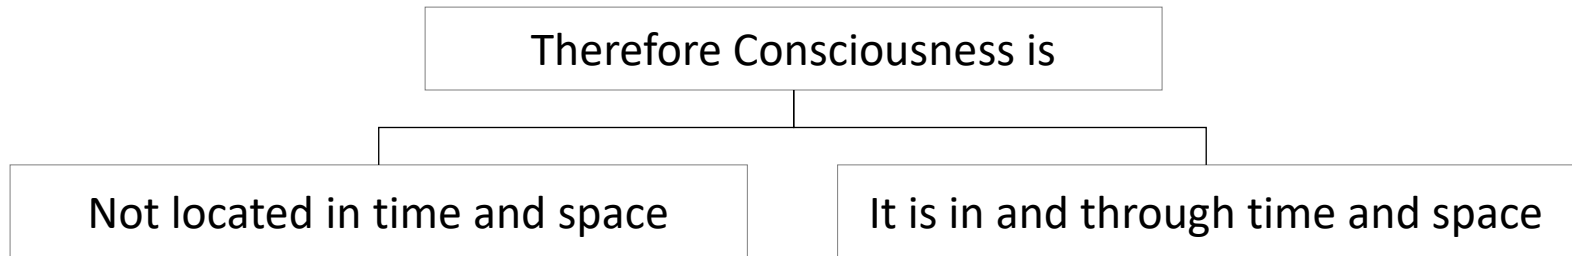 Therefore Consciousness is
Not located in time and space
It is in and through time and space